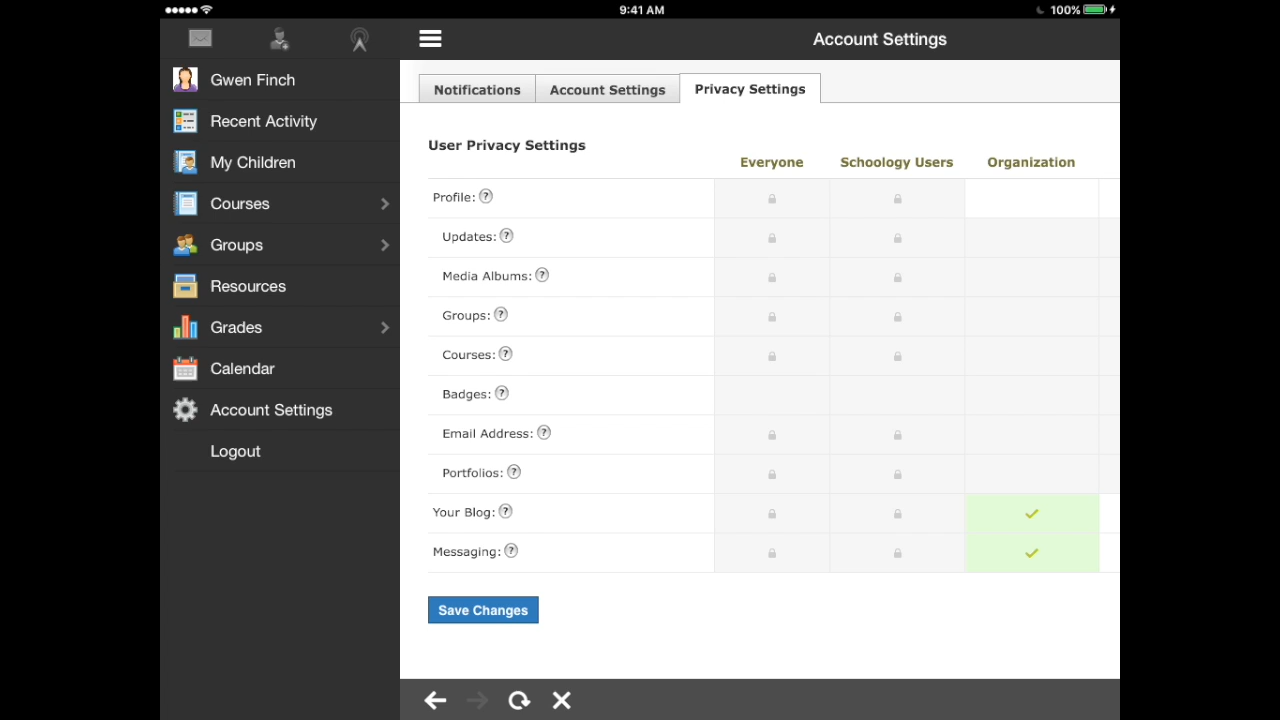 9:41 AM
100%
Account Settings
Gwen Finch
Recent Activity
My Children
Courses
Groups
Resources
Grades
Calendar
Account Settings
Logout
Notifications
Account Settings
Privacy Settings
User Privacy Settings
Everyone
Schoology Users
Organization
Profile: ?
Updates: ?
Media Albums: ?
Groups: ?
Courses: ?
Badges: ?
Email Address: ?
Portfolios: ?
Your Blog: ?
Messaging: ?
Save Changes